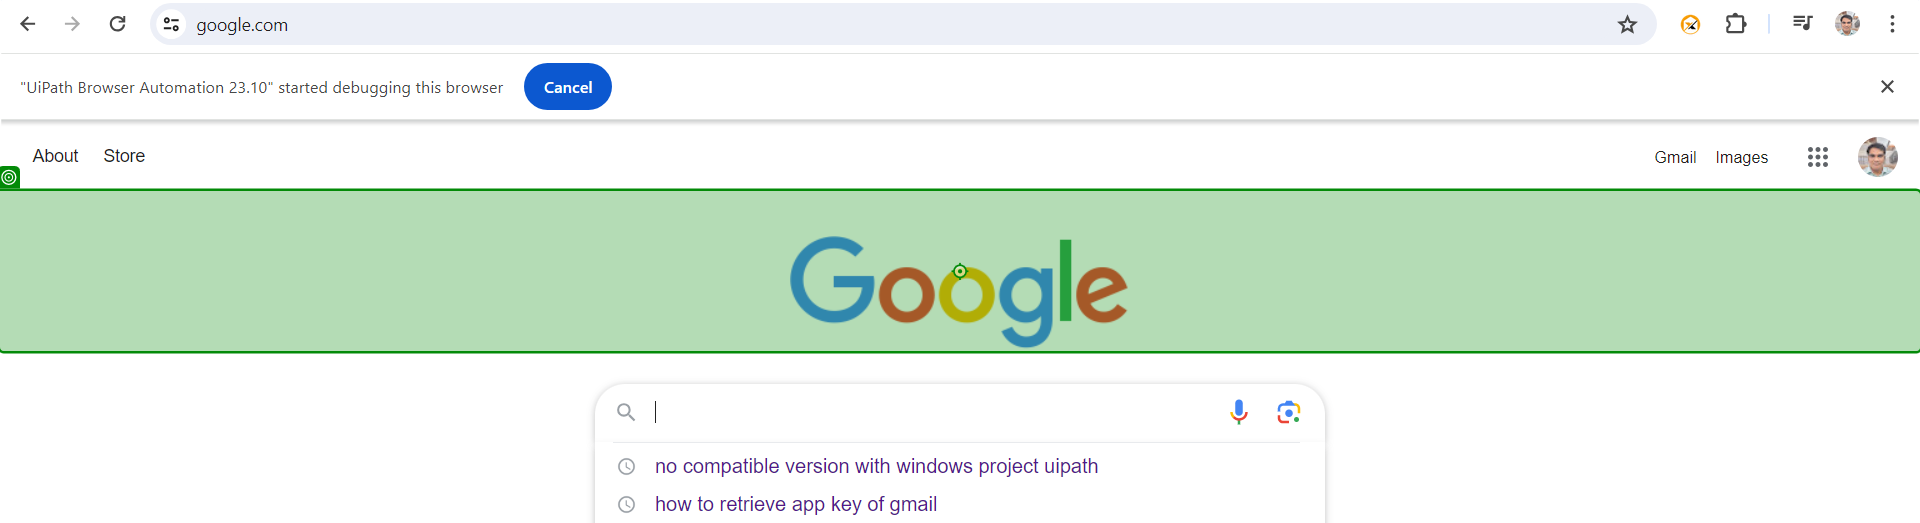 google.com
"UiPath Browser Automation 23.10" started debugging this browser Cancel
About Store Gmail Images
Google
no compatible version with windows project uipath
how to retrieve app key of gmail